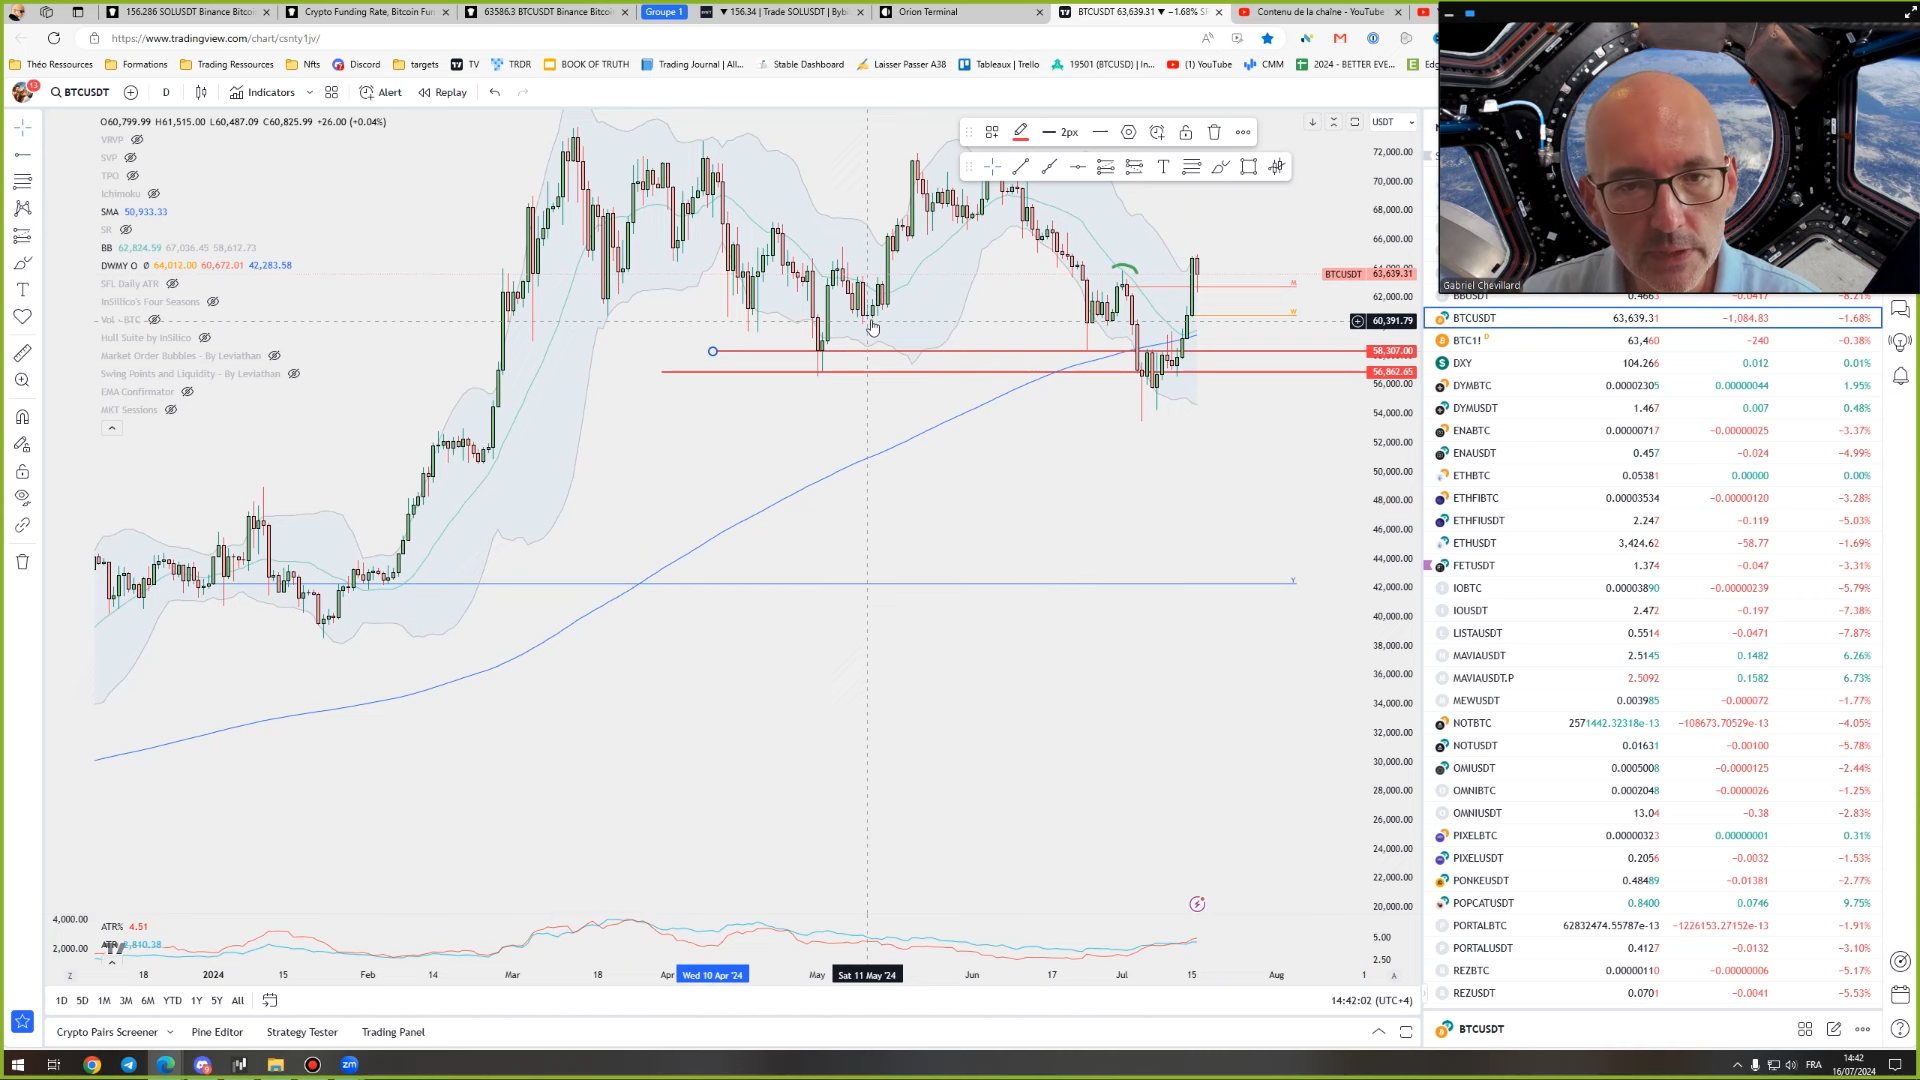 156.286 SOLUSDT Binance Bitcoi
Crypto Funding Rate, Bitcoin Fun
63586.3 BTCUSDT Binance Bitcoi
Groupe 1
156.34 | Trade SOLUSDT | Byb
Orion Terminal
BTCUSDT 63,639.31 ▼ −1.68% S
Contenu de la chaîne - YouTube
https://www.tradingview.com/chart/csnty1jv/
Théo Ressources
Formations
Trading Ressources
Nfts
Discord
targets
TV
TRDR
BOOK OF TRUTH
Trading Journal | All...
Stable Dashboard
Laisser Passer A38
Tableaux | Trello
19501 (BTCUSD) | In...
(1) YouTube
CMM
2024 - BETTER EVE...
13
BTCUSDT
D
Indicators
Alert
Replay
O60,799.99 H61,515.00 L60,487.09 C60,825.99 +26.00 (+0.04%)
VRVP
SVP
TPO
Ichimoku
SMA 50,933.33
SR
BB 62,824.59 67,036.45 58,612.73
DWMY O Ø 64,012.00 60,672.01 42,283.58
SFL Daily ATR
InSillico's Four Seasons
Vol - BTC
Hull Suite by InSilico
Market Order Bubbles - By Leviathan
Swing Points and Liquidity - By Leviathan
EMA Confirmator
MKT Sessions
2px
USDT
72,000.00
70,000.00
68,000.00
66,000.00
BTCUSDT 63,639.31
M
62,000.00
W
60,391.79
58,307.00
56,862.65
56,000.00
54,000.00
52,000.00
50,000.00
48,000.00
46,000.00
44,000.00
Y
42,000.00
40,000.00
38,000.00
36,000.00
34,000.00
32,000.00
30,000.00
28,000.00
26,000.00
24,000.00
22,000.00
20,000.00
4,000.00
ATR% 4.51
ATR 2,810.38
2,000.00
5.00
2.50
Z
18
2024
15
Feb
14
Mar
18
Apr
Wed 10 Apr '24
May
Sat 11 May '24
Jun
17
Jul
15
Aug
1
A
1D 5D 1M 3M 6M YTD 1Y 5Y All
14:42:02 (UTC+4)
Crypto Pairs Screener
Pine Editor
Strategy Tester
Trading Panel
Gabriel Chevillard
BTCUSDT 63,639.31 −1,084.83 −1.68%
BTC1! D 63,460 −240 −0.38%
DXY 104.266 0.012 0.01%
DYMBTC 0.00002305 0.00000044 1.95%
DYMUSDT 1.467 0.007 0.48%
ENABTC 0.00000717 −0.00000025 −3.37%
ENAUSDT 0.457 −0.024 −4.99%
ETHBTC 0.05381 0.00000 0.00%
ETHFIBTC 0.00003534 −0.00000120 −3.28%
ETHFIUSDT 2.247 −0.119 −5.03%
ETHUSDT 3,424.62 −58.77 −1.69%
FETUSDT 1.374 −0.047 −3.31%
IOBTC 0.00003890 −0.00000239 −5.79%
IOUSDT 2.472 −0.197 −7.38%
LISTAUSDT 0.5514 −0.0471 −7.87%
MAVIAUSDT 2.5145 0.1482 6.26%
MAVIAUSDT.P 2.5092 0.1582 6.73%
MEWUSDT 0.003985 −0.000072 −1.77%
NOTBTC 2571442.32318e-13 −108673.70529e-13 −4.05%
NOTUSDT 0.01631 −0.00100 −5.78%
OMIUSDT 0.0005008 −0.0000125 −2.44%
OMNIBTC 0.0002048 −0.0000026 −1.25%
OMNIUSDT 13.04 −0.38 −2.83%
PIXELBTC 0.00000323 0.00000001 0.31%
PIXELUSDT 0.2056 −0.0032 −1.53%
PONKEUSDT 0.48489 −0.01381 −2.77%
POPCATUSDT 0.8400 0.0746 9.75%
PORTALBTC 62832474.55787e-13 −1226153.27152e-13 −1.91%
PORTALUSDT 0.4127 −0.0132 −3.10%
REZBTC 0.00000110 −0.00000006 −5.17%
REZUSDT 0.0701 −0.0041 −5.53%
BTCUSDT
zm
FRA
14:42
16/07/2024